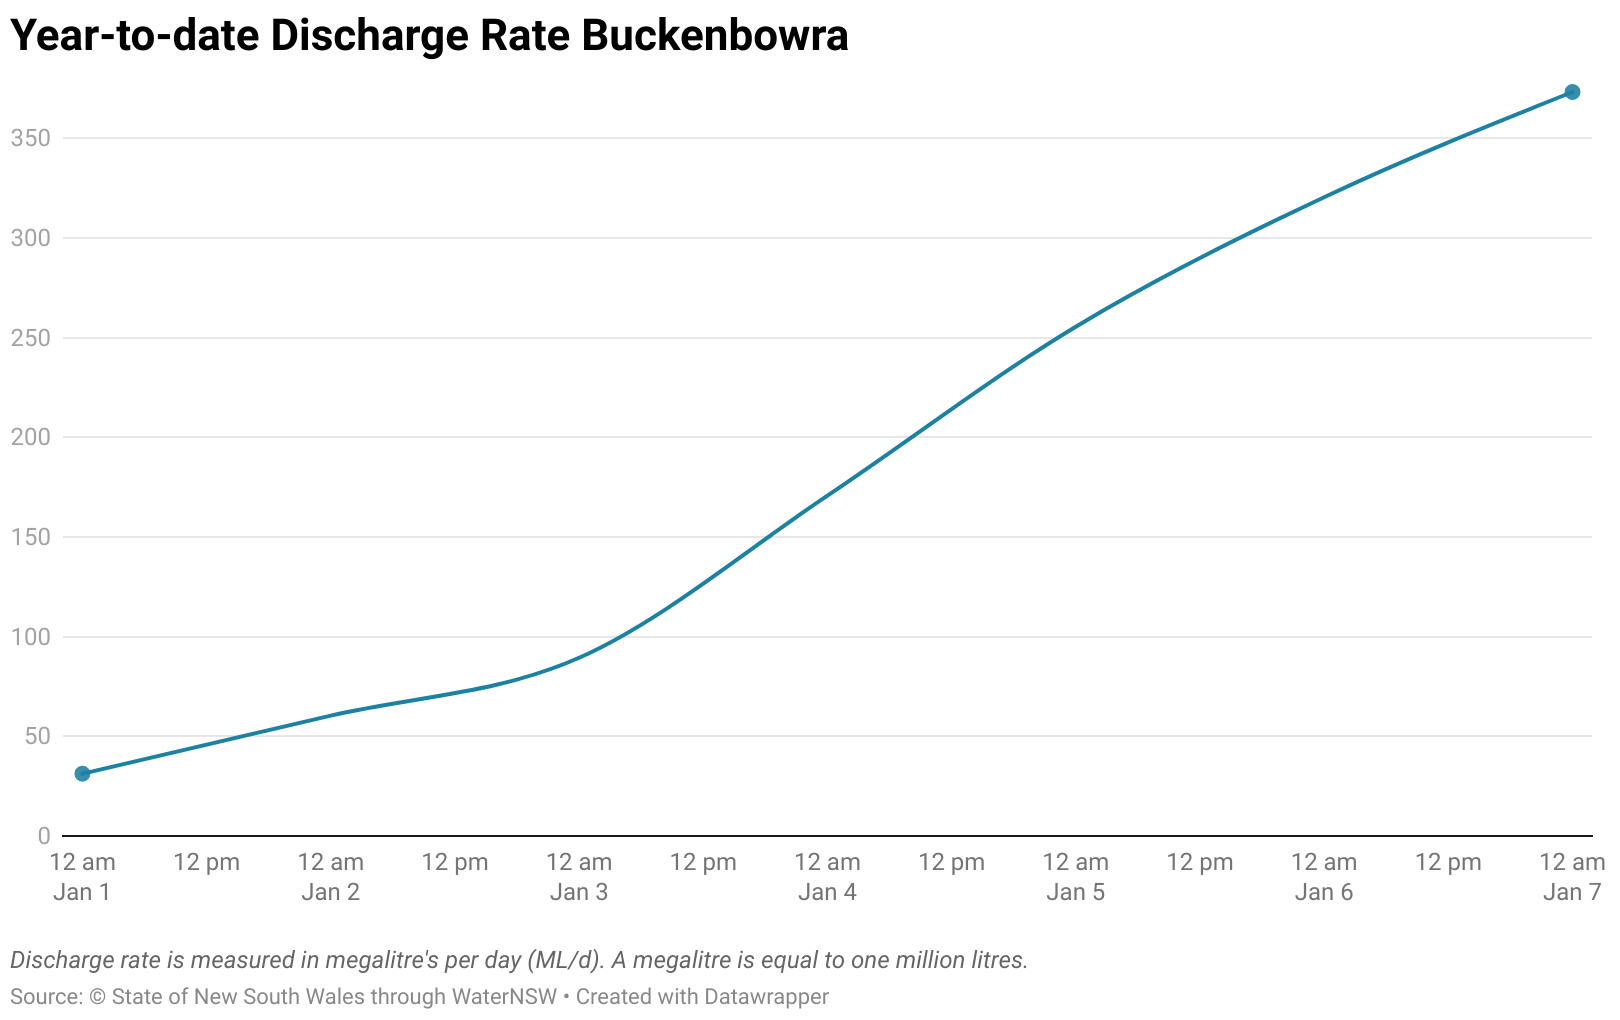 Year-to-date Discharge Rate Buckenbowra
350
300
250
200
150
100
50
0
12 am 12 pm 12 am 12 pm 12 am 12 pm 12 am 12 pm 12 am 12 pm 12 am 12 pm 12 am
Jan 1 Jan 2 Jan 3 Jan 4 Jan 5 Jan 6 Jan 7
Discharge rate is measured in megalitre's per day (ML/d). A megalitre is equal to one million litres.
Source: © State of New South Wales through WaterNSW • Created with Datawrapper